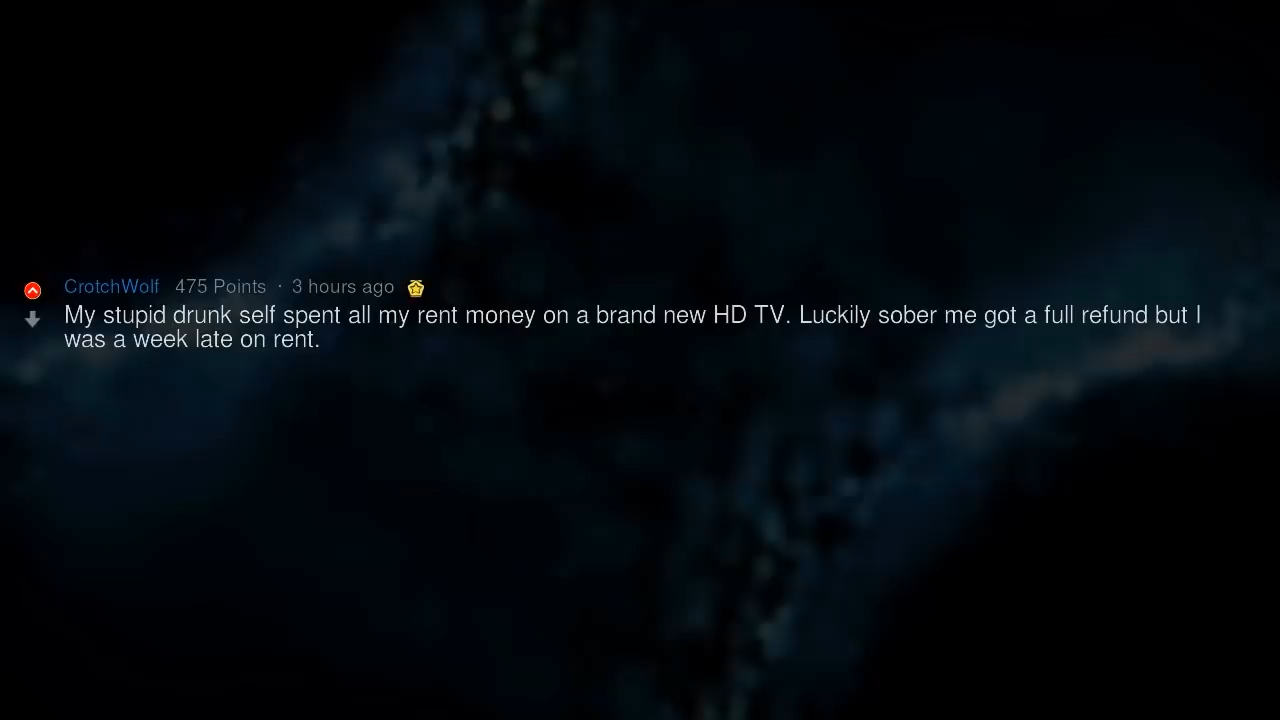 CrotchWolf 475 Points · 3 hours ago
My stupid drunk self spent all my rent money on a brand new HD TV. Luckily sober me got a full refund but I
was a week late on rent.